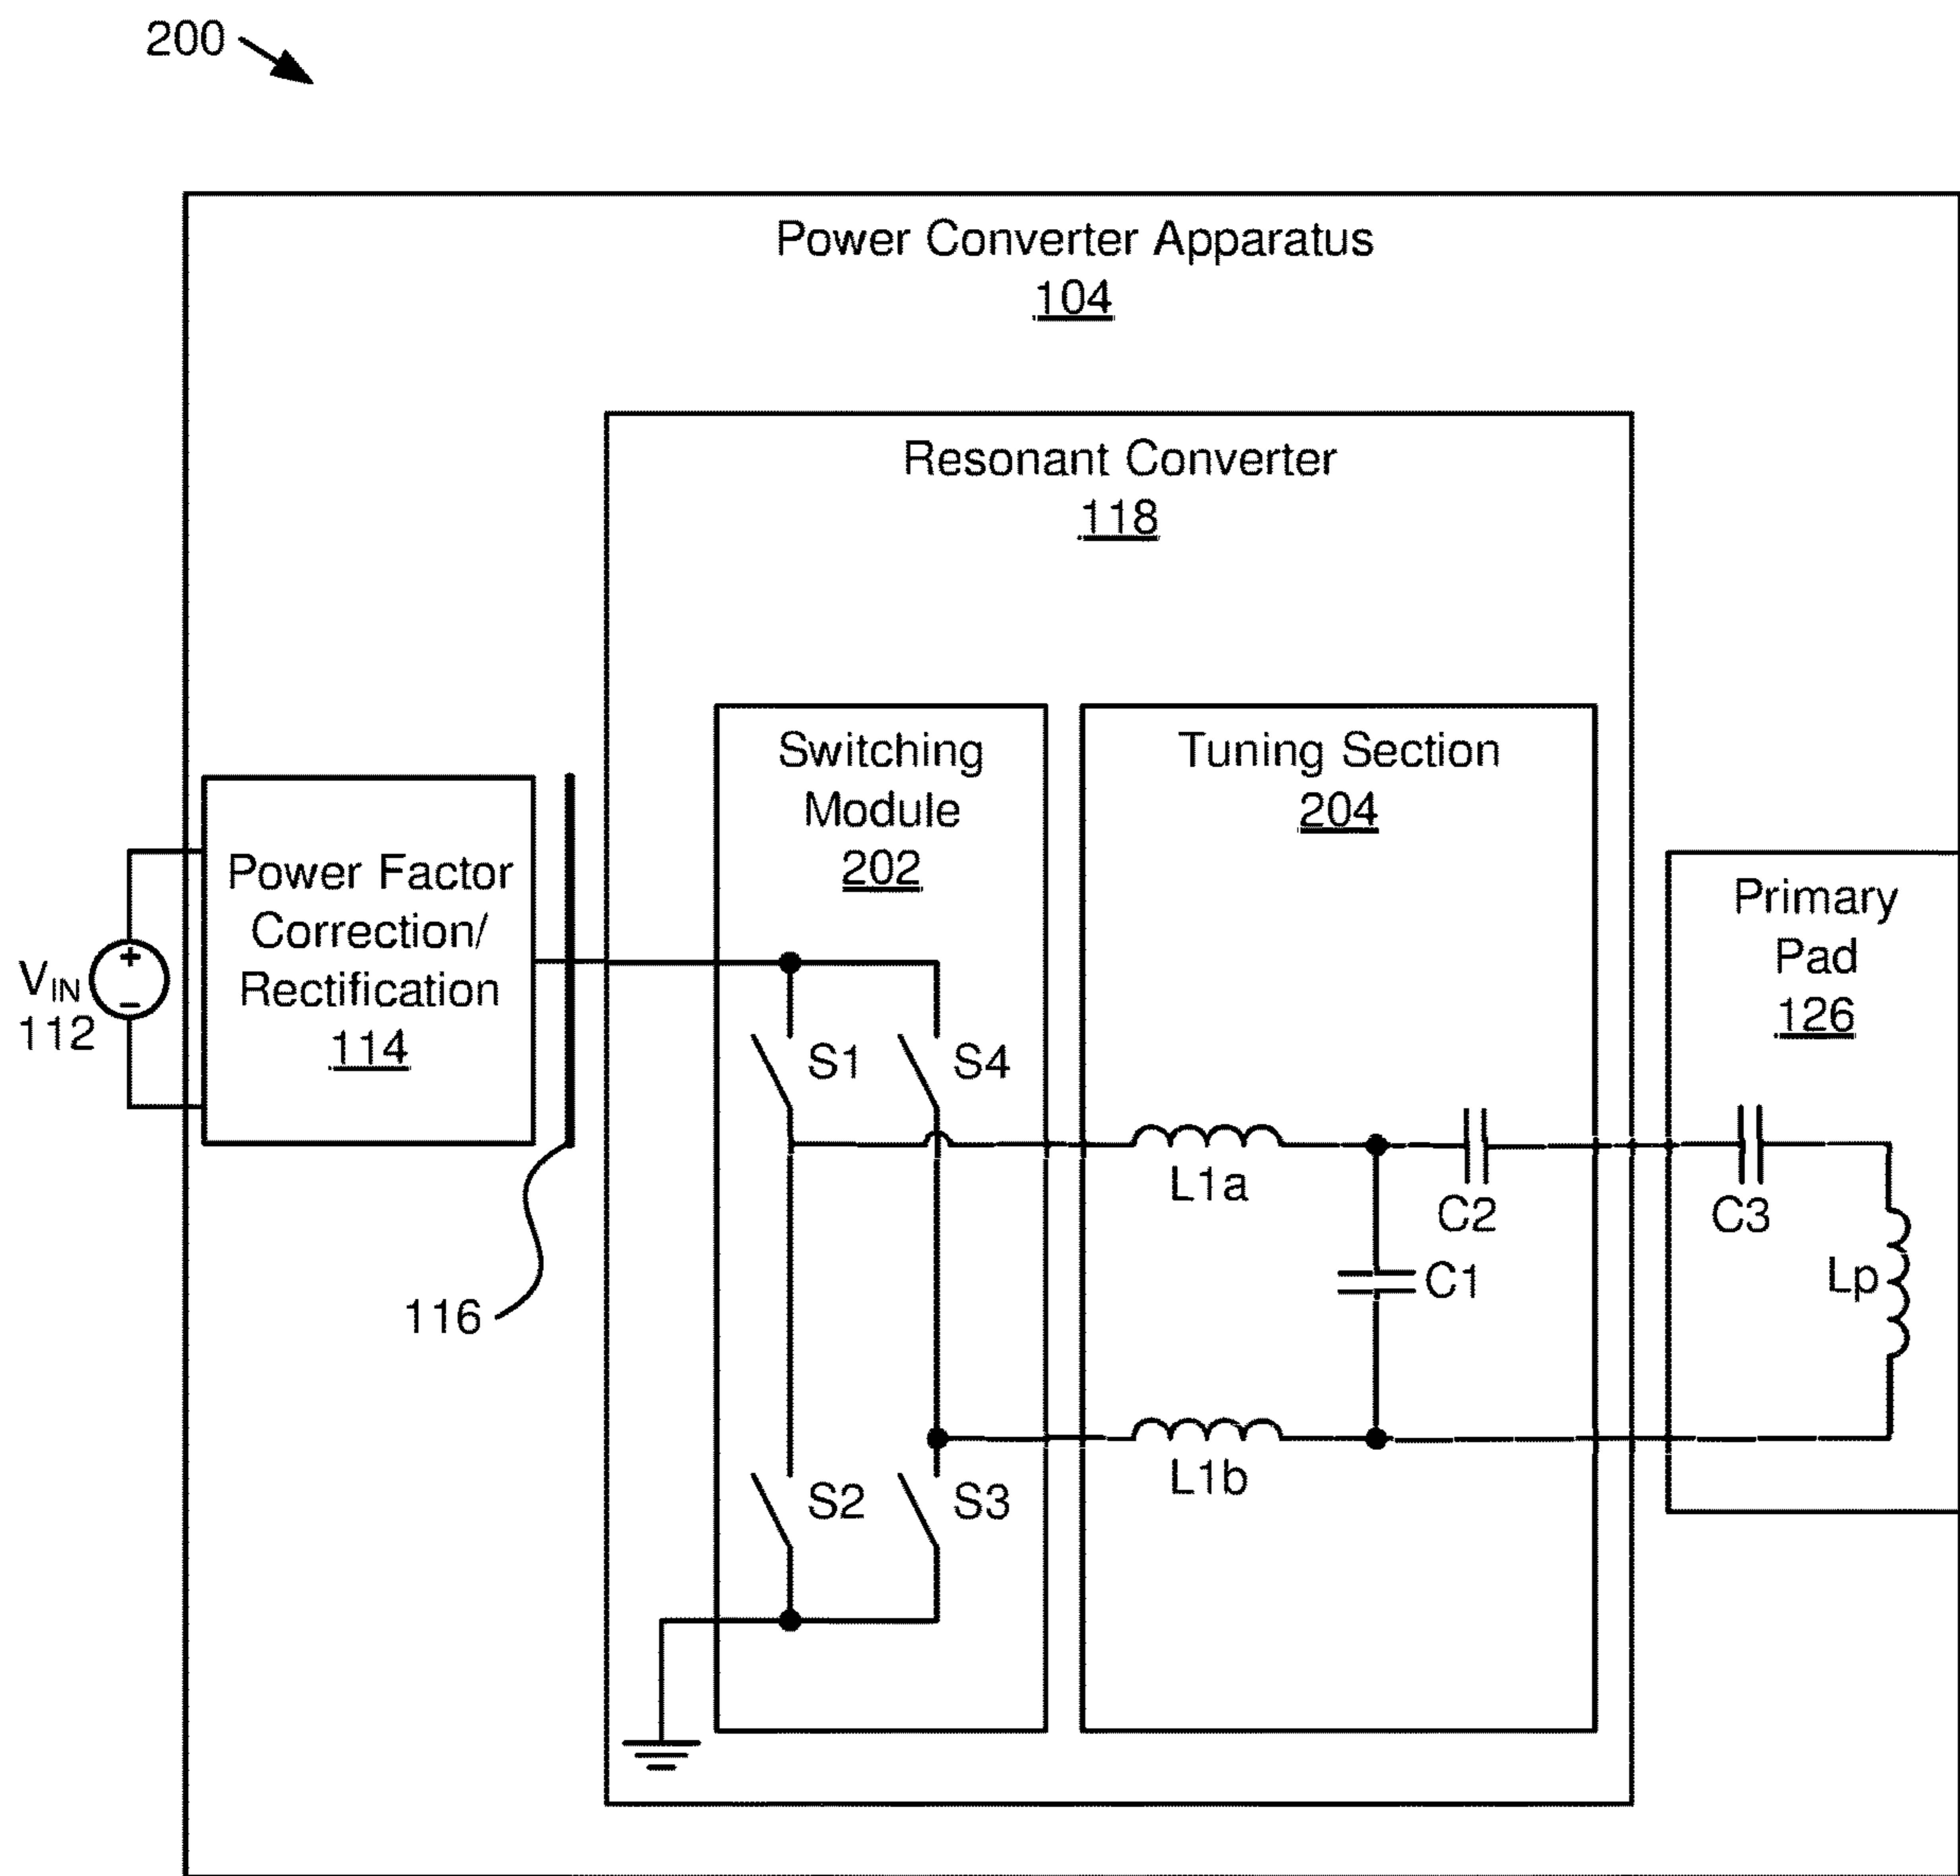 200
Power Converter Apparatus
104
Resonant Converter
118
Switching
Module
202
Tuning Section
204
Power Factor
Correction/
Rectification
114
Primary
Pad
126
+
VIN
−
112
S1
S4
L1a
C2
C3
C1
Lp
116
L1b
S2
S3